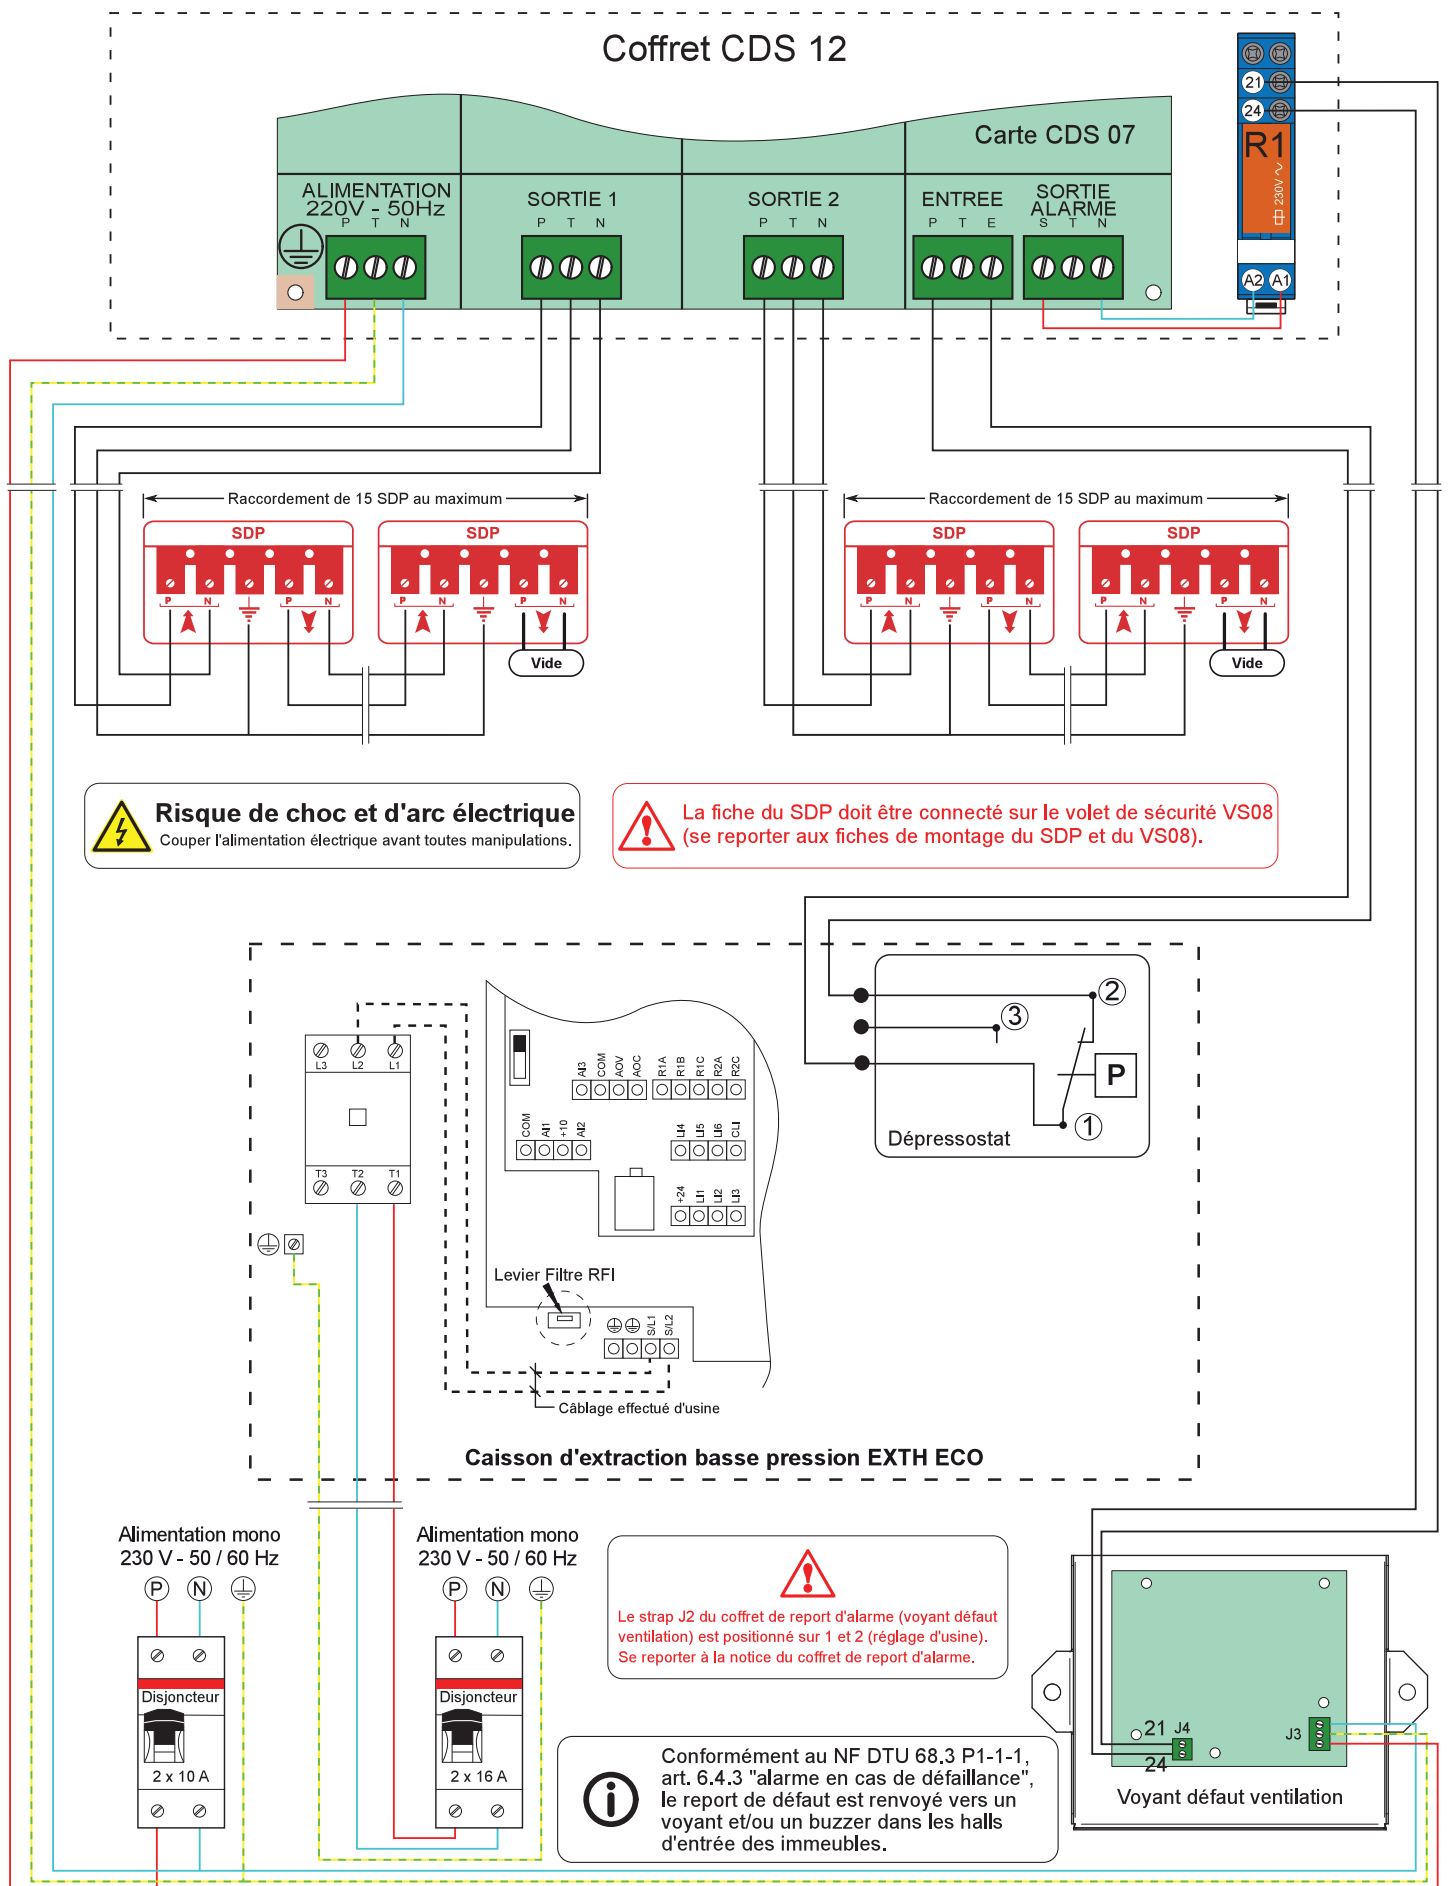 Coffret CDS 12
21
24
R1
230V
A2 A1
Carte CDS 07
ALIMENTATION
220V - 50Hz
P T N
SORTIE 1
P T N
SORTIE 2
P T N
ENTREE
P T E
SORTIE
ALARME
S T N
Raccordement de 15 SDP au maximum
SDP
P N P N
SDP
P N P N
Vide
Raccordement de 15 SDP au maximum
SDP
P N P N
SDP
P N P N
Vide
Risque de choc et d'arc électrique
Couper l'alimentation électrique avant toutes manipulations.
La fiche du SDP doit être connecté sur le volet de sécurité VS08
(se reporter aux fiches de montage du SDP et du VS08).
L3 L2 L1
T3 T2 T1
AI3 COM AOV AOC R1A R1B R1C R2A R2C
COM AI1 +10 AI2
LI4 LI5 LI6 CLI
+24 LI1 LI2 LI3
Levier Filtre RFI
S/L1 S/L2
Câblage effectué d'usine
2
3
P
1
Dépressostat
Caisson d'extraction basse pression EXTH ECO
Alimentation mono
230 V - 50 / 60 Hz
P N
Disjoncteur
2 x 10 A
Alimentation mono
230 V - 50 / 60 Hz
P N
Disjoncteur
2 x 16 A
Le strap J2 du coffret de report d'alarme (voyant défaut
ventilation) est positionné sur 1 et 2 (réglage d'usine).
Se reporter à la notice du coffret de report d'alarme.
Conformément au NF DTU 68.3 P1-1-1,
art. 6.4.3 "alarme en cas de défaillance",
le report de défaut est renvoyé vers un
voyant et/ou un buzzer dans les halls
d'entrée des immeubles.
21 J4
24
J3
Voyant défaut ventilation